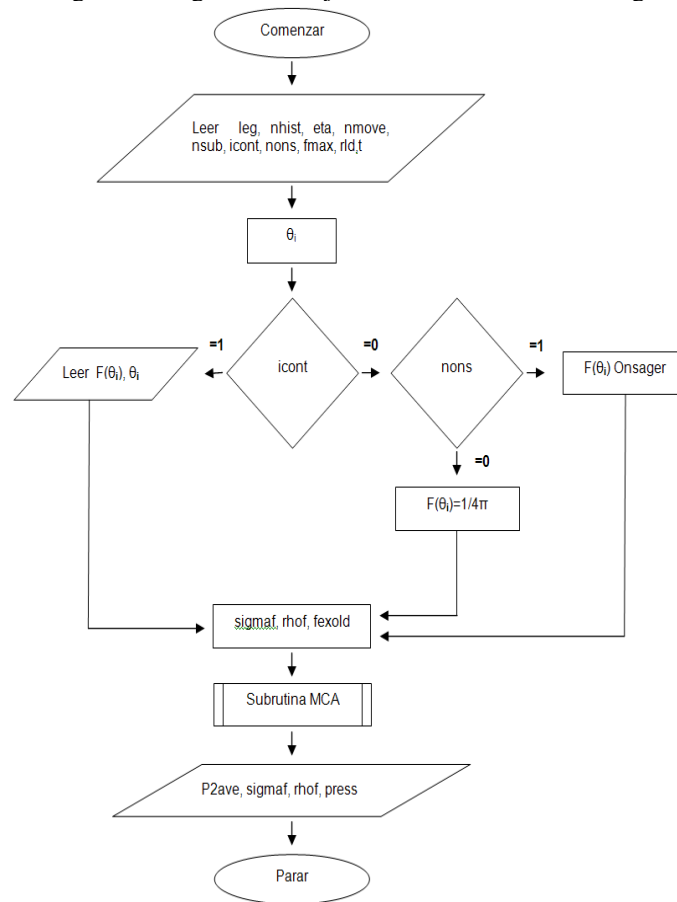 Comenzar
Leer leg, nhist, eta, nmove,
nsub, icont, nons, fmax, rld,t
θi
=1
=0
=1
Leer F(θi), θi
icont
nons
F(θi) Onsager
=0
F(θi)=1/4π
sigmaf, rhof, fexold
Subrutina MCA
P2ave, sigmaf, rhof, press
Parar